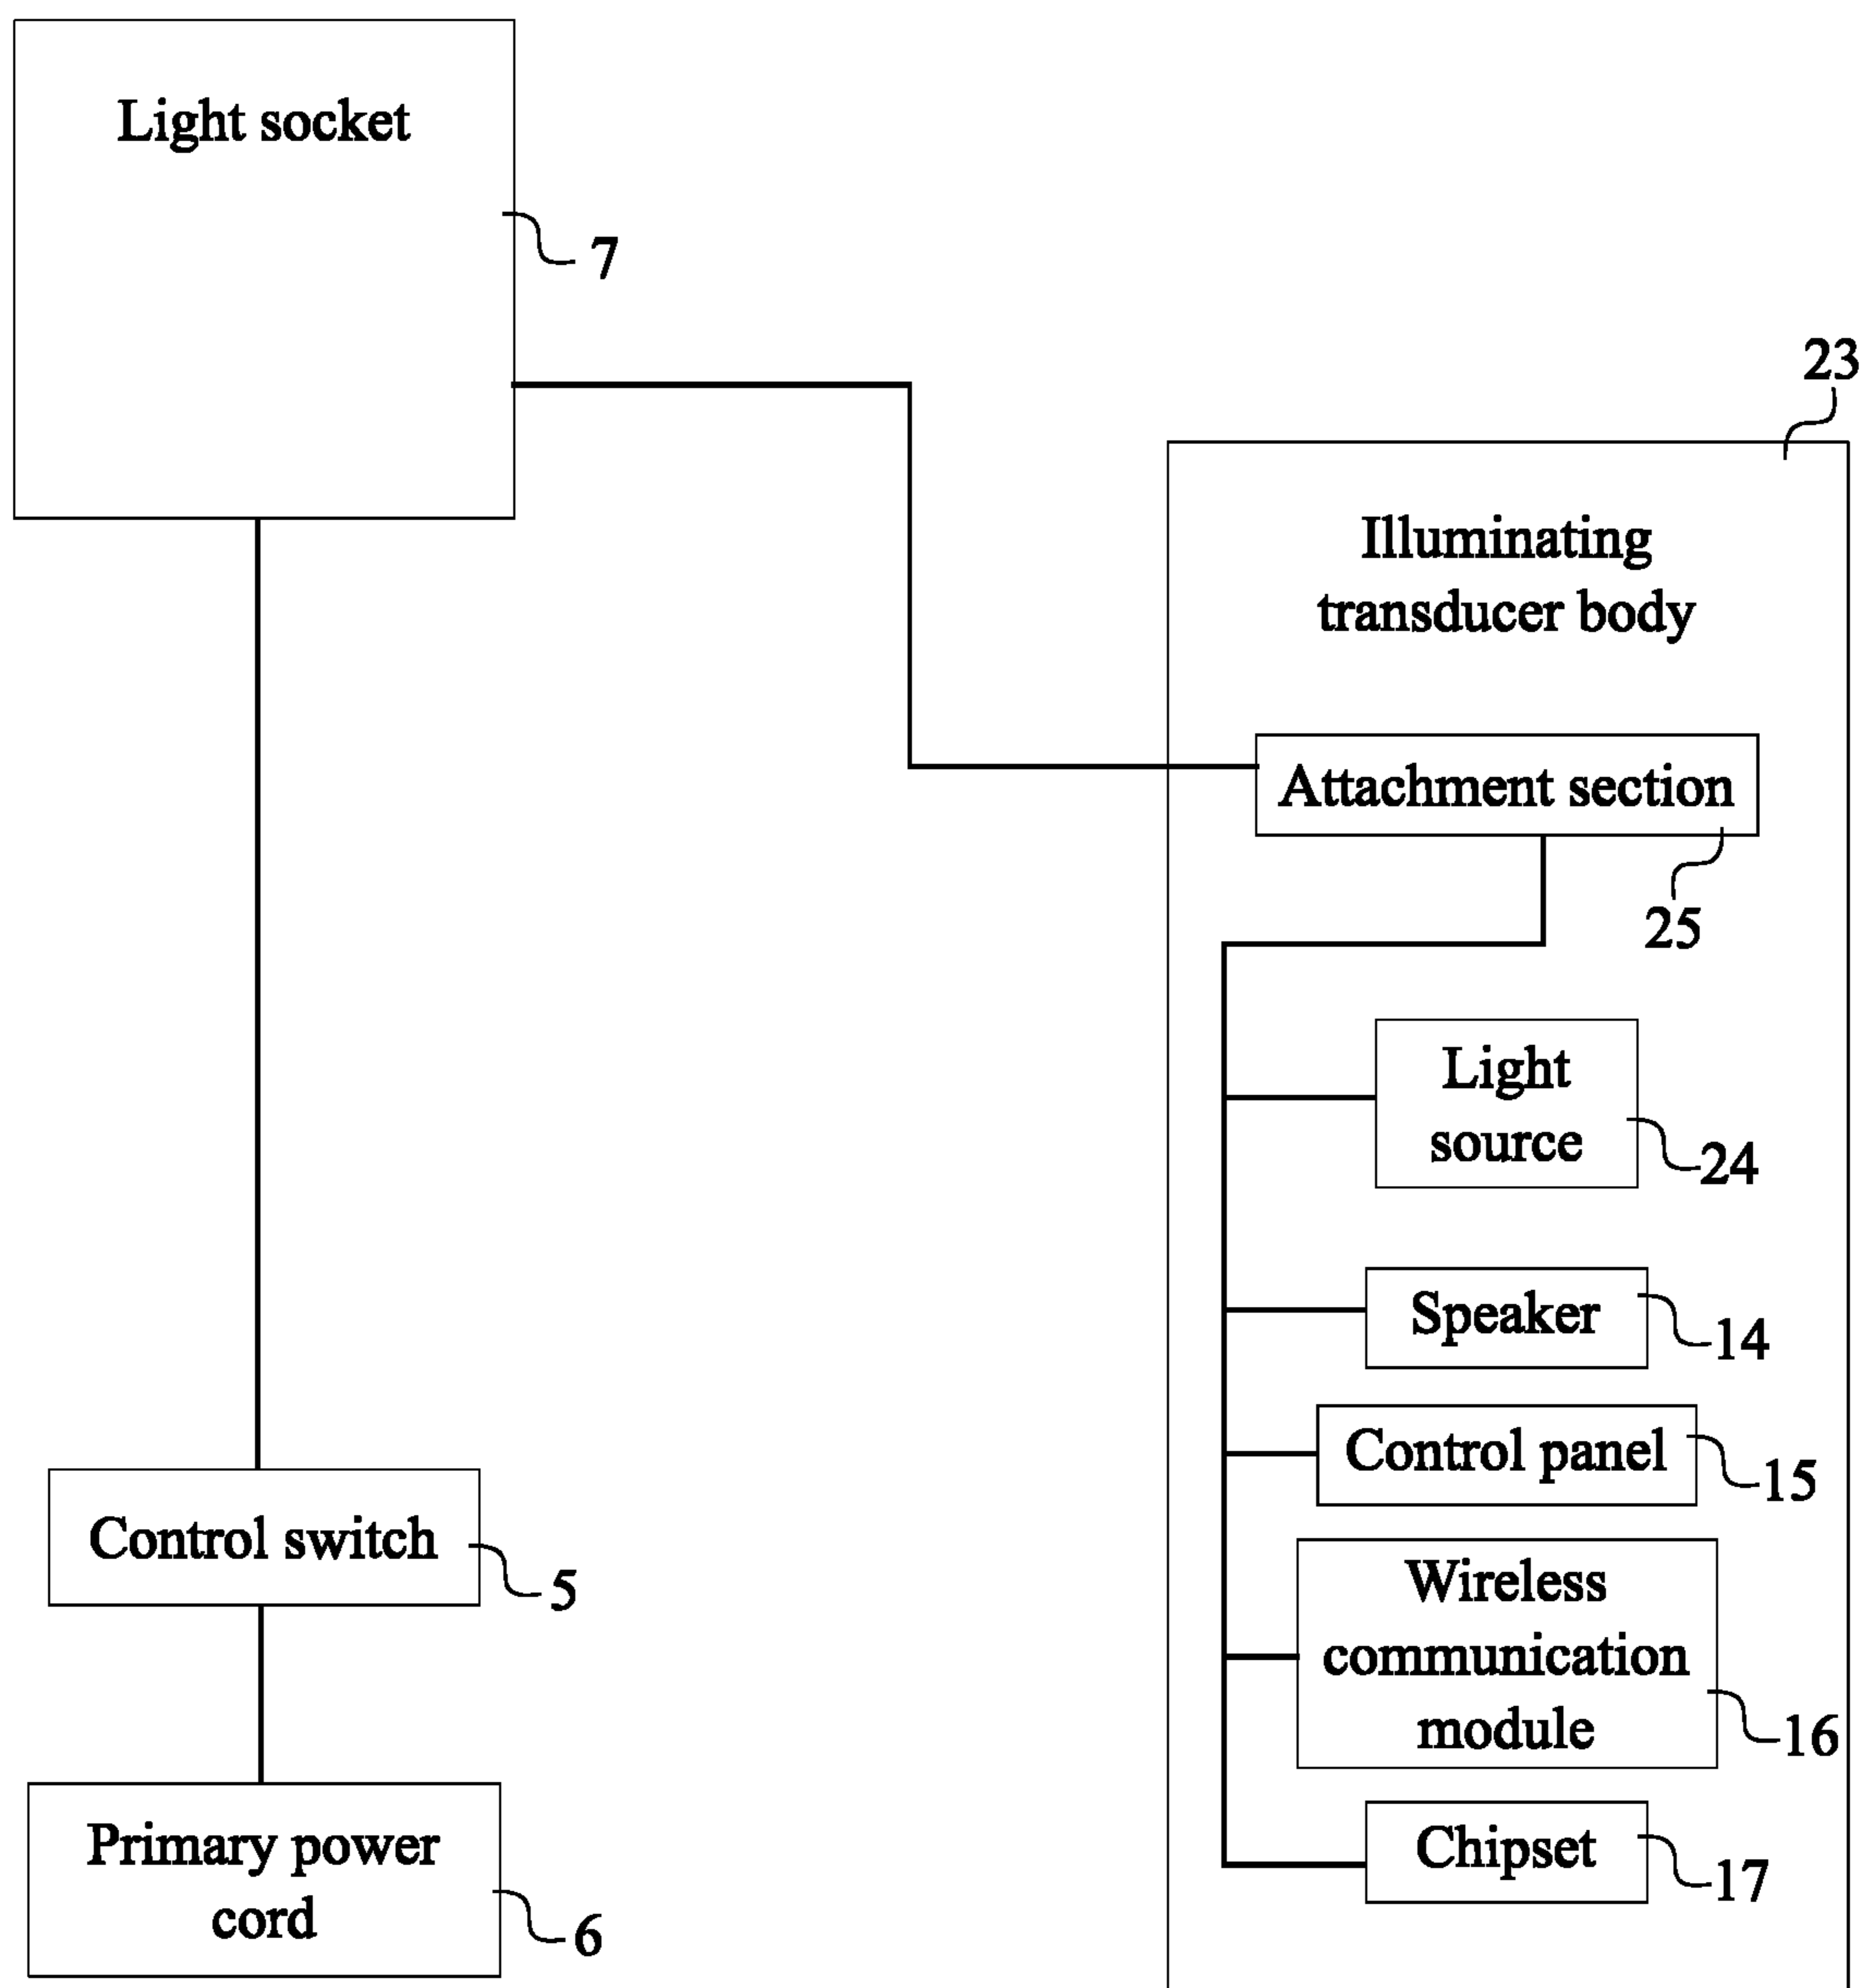 Light socket
7
23
Illuminating
transducer body
Attachment section
25
Light
source
24
Speaker
14
Control panel
15
Control switch
5
Wireless
communication
module
16
Primary power
cord
6
Chipset
17